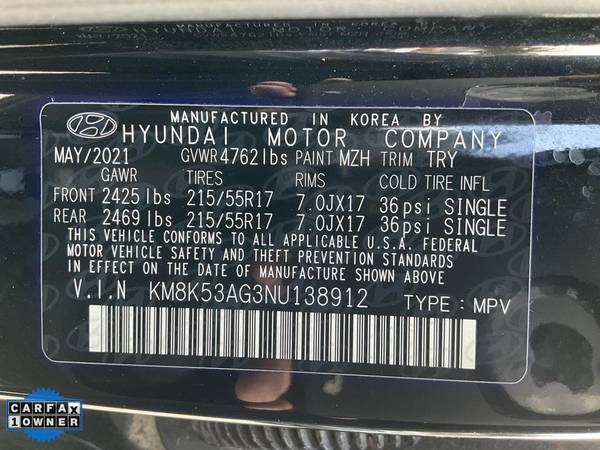 MANUFACTURED IN KOREA BY
HYUNDAI MOTOR COMPANY
MAY/2021 GVWR 4762lbs PAINT MZH TRIM TRY
GAWR TIRES RIMS COLD TIRE INFL
FRONT 2425 lbs 215/55R17 7.0JX17 36psi SINGLE
REAR 2469 lbs 215/55R17 7.0JX17 36psi SINGLE
THIS VEHICLE CONFORMS TO ALL APPLICABLE U.S.A. FEDERAL
MOTOR VEHICLE SAFETY AND THEFT PREVENTION STANDARDS
IN EFFECT ON THE DATE OF MANUFACTURE SHOWN ABOVE.
V.I.N KM8K53AG3NU138912 TYPE : MPV
CARFAX
1 OWNER